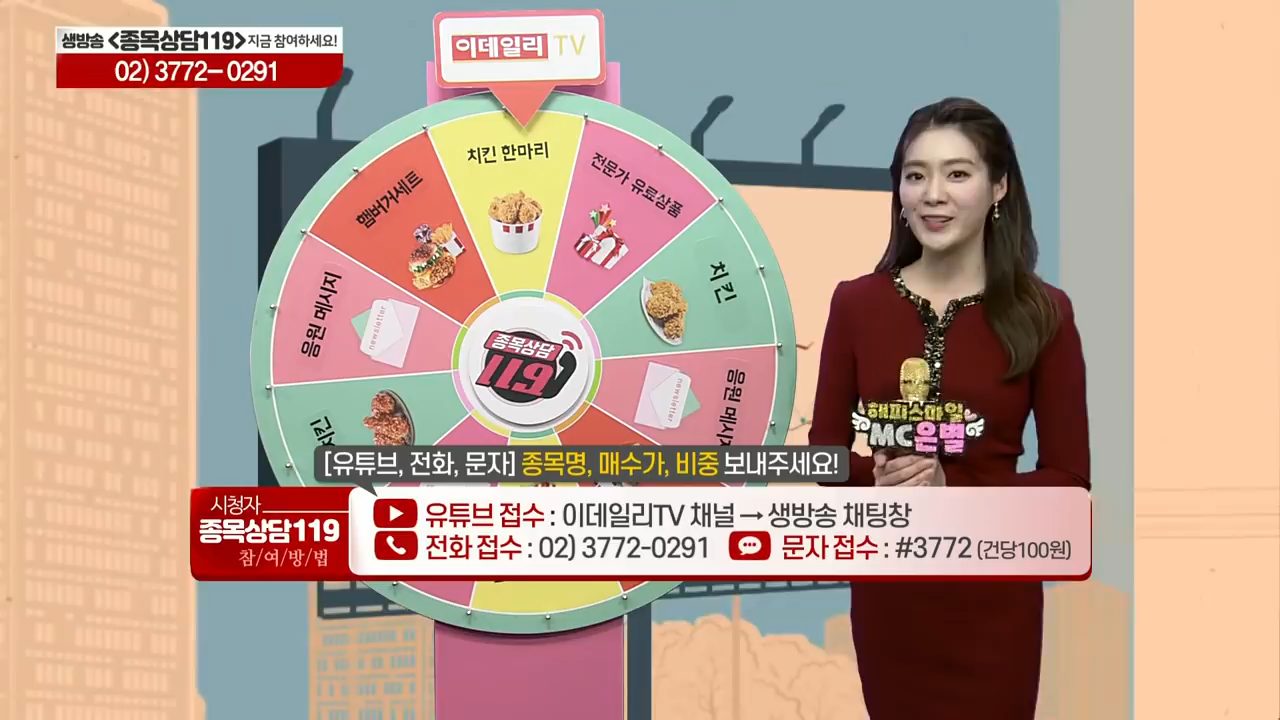 생방송 <종목상담119> 지금 참여하세요!
02) 3772-0291
이데일리 TV
치킨 한마리
전문가 유료상품
햄버거세트
치킨
응원 메시지
newsletter
newsletter
응원 메시
종목상담
119
해피스마일
MC은별
[유튜브, 전화, 문자] 종목명, 매수가, 비중 보내주세요!
시청자
종목상담119
참/여/방/법
유튜브 접수 : 이데일리TV 채널 → 생방송 채팅창
전화 접수 : 02) 3772-0291
문자 접수 : #3772 (건당100원)